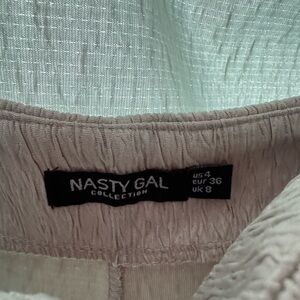 NASTY GAL
COLLECTION
us 4
eur 36
uk 8